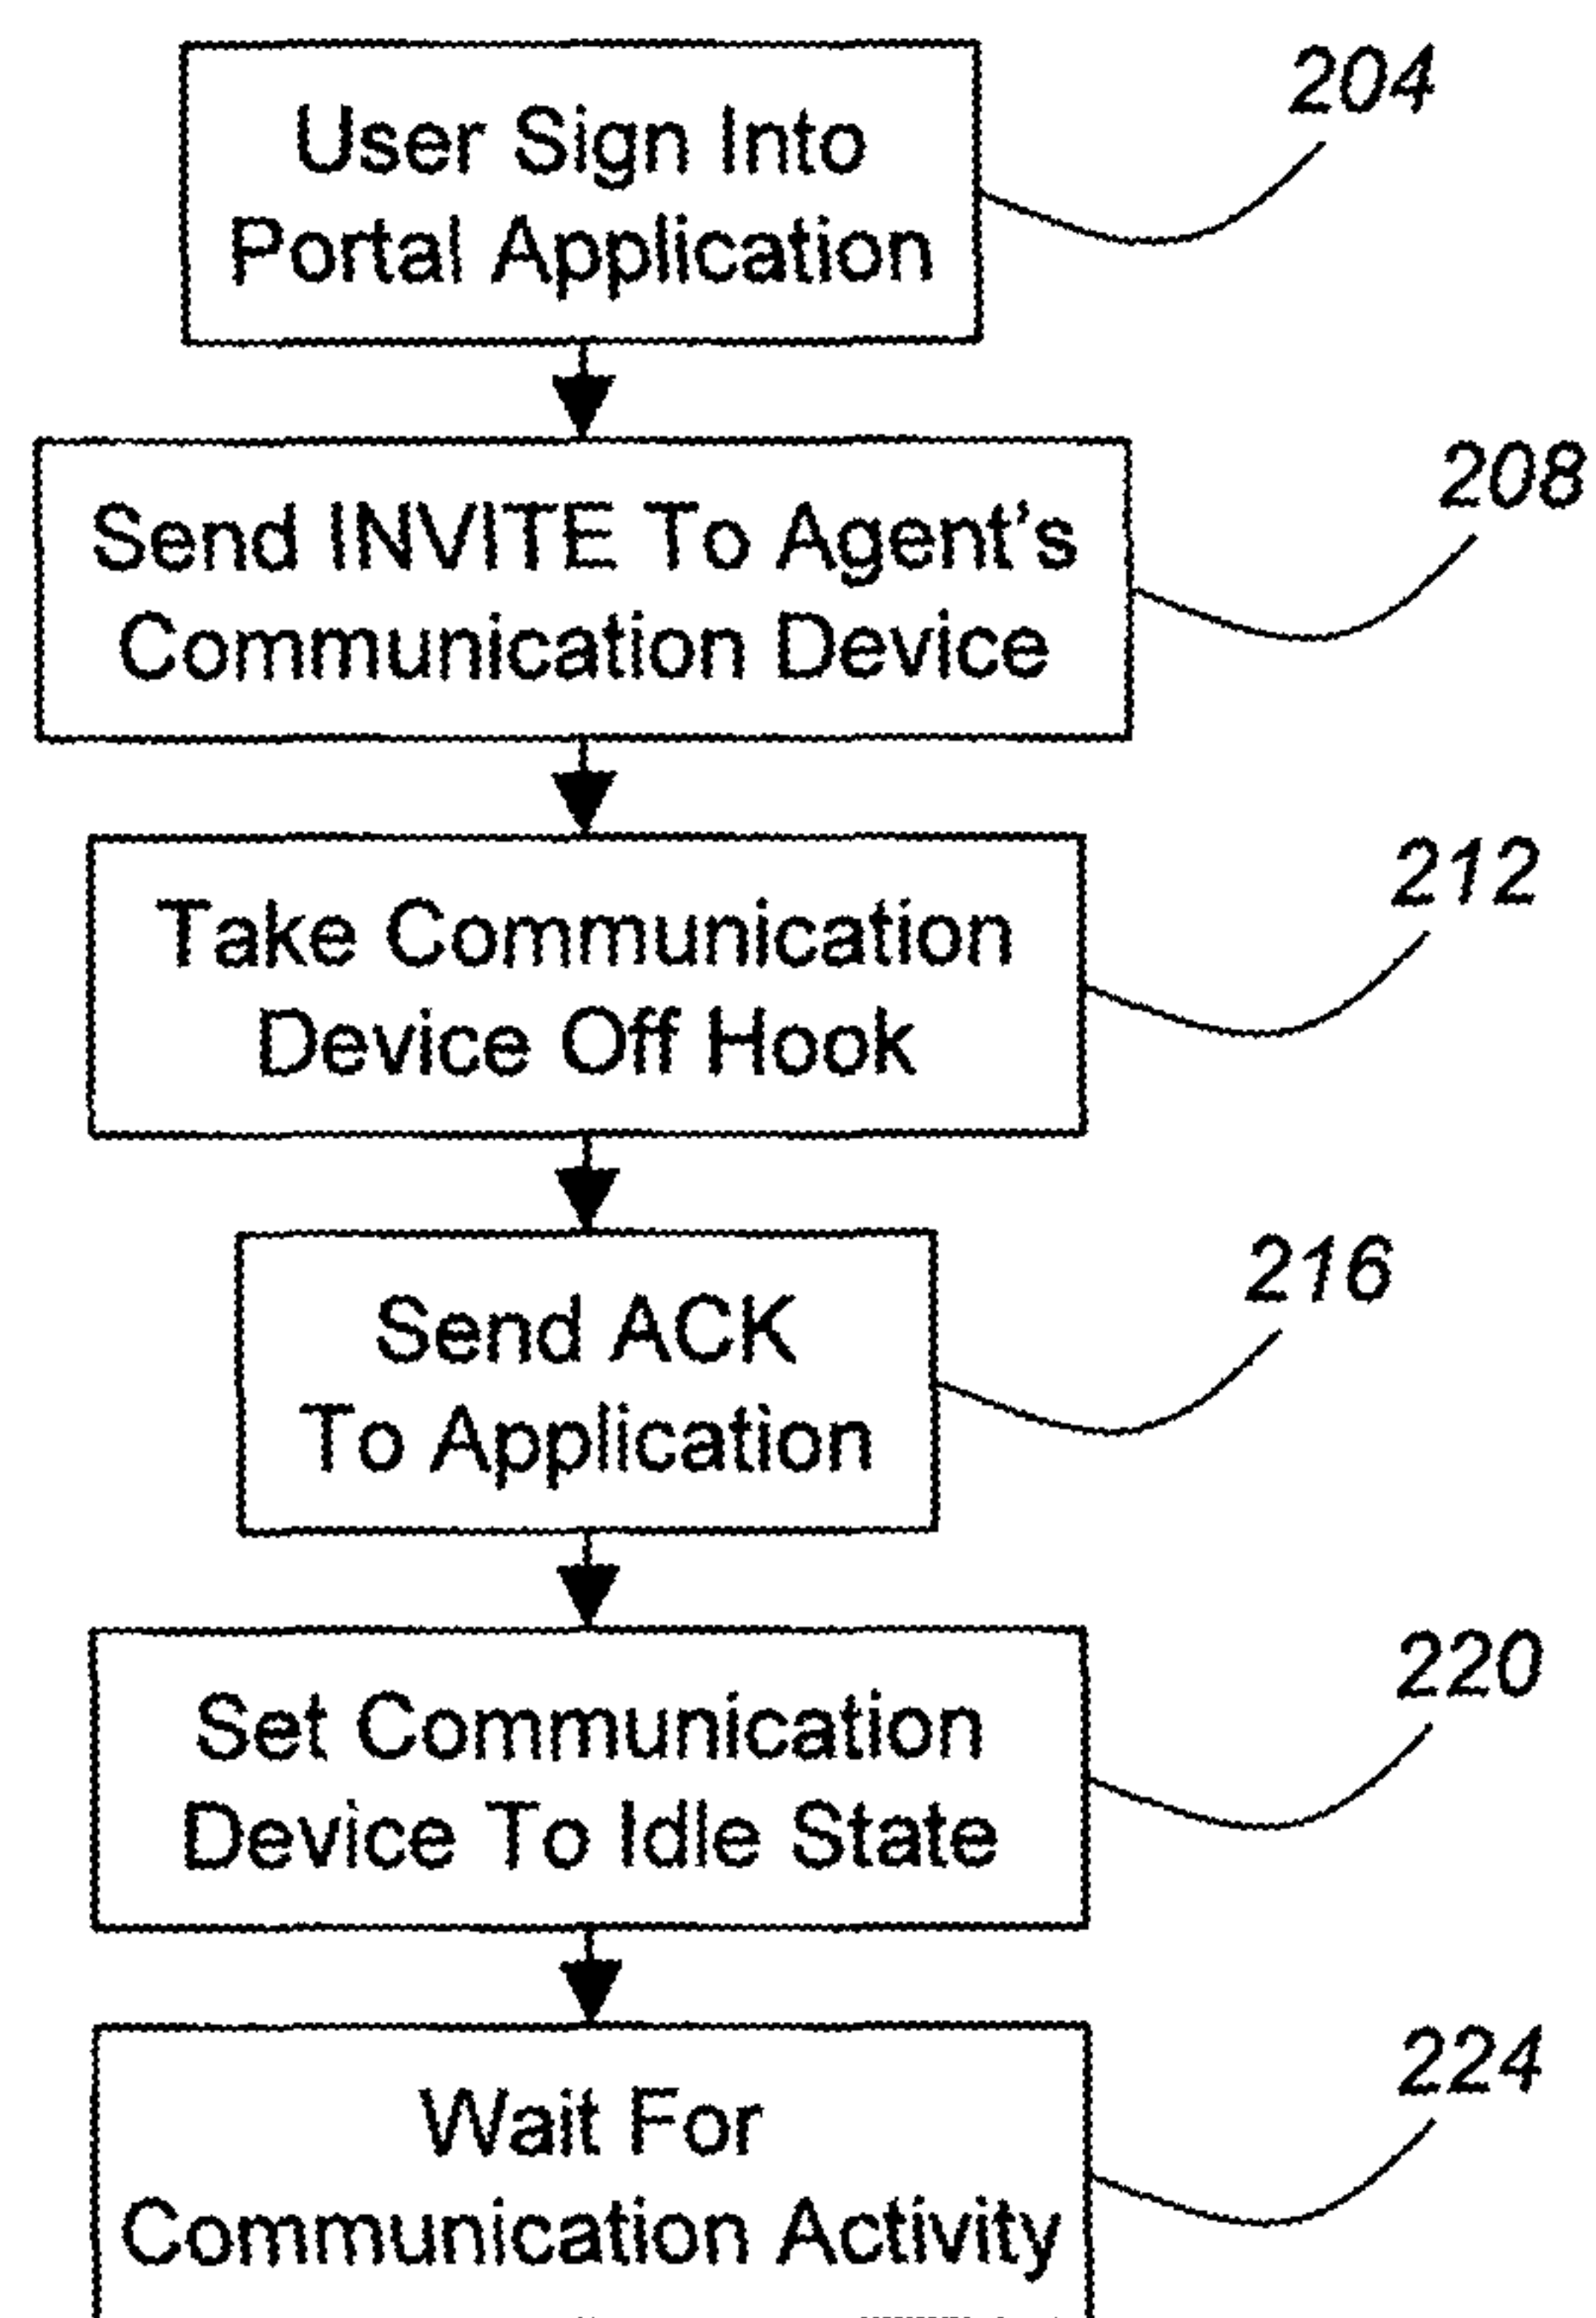 User Sign Into
Portal Application
204
Send INVITE To Agent's
Communication Device
208
Take Communication
Device Off Hook
212
Send ACK
To Application
216
Set Communication
Device To Idle State
220
Wait For
Communication Activity
224